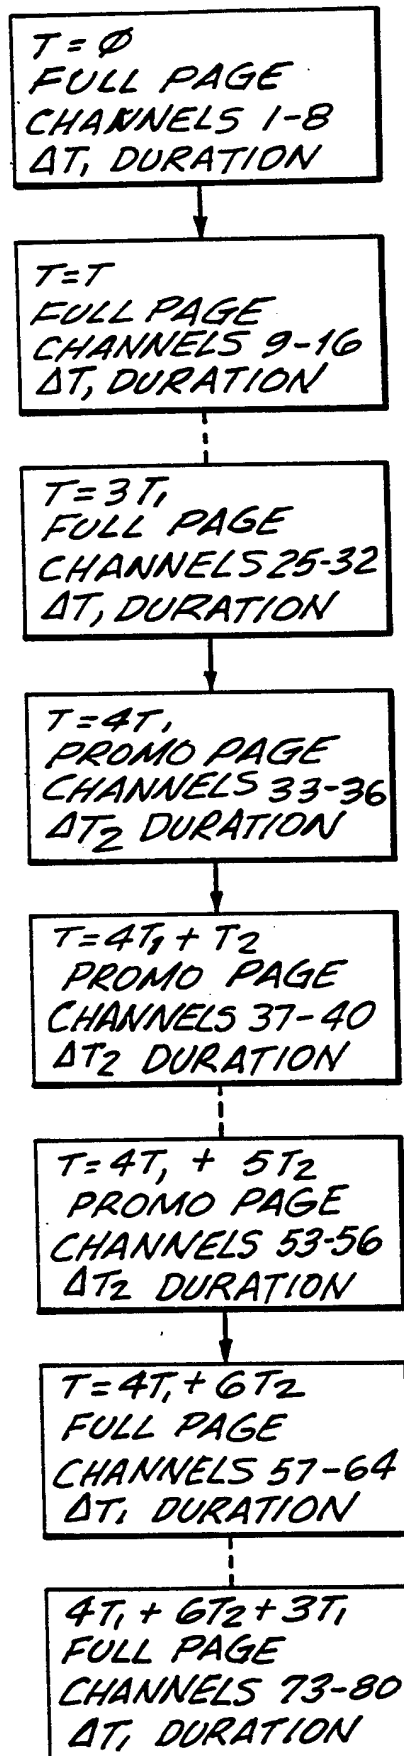 T=Ø
FULL PAGE
CHANNELS 1-8
ΔT₁ DURATION
T=T
FULL PAGE
CHANNELS 9-16
ΔT₁ DURATION
T=3T₁
FULL PAGE
CHANNELS 25-32
ΔT₁ DURATION
T=4T₁
PROMO PAGE
CHANNELS 33-36
ΔT₂ DURATION
T=4T₁ + T₂
PROMO PAGE
CHANNELS 37-40
ΔT₂ DURATION
T=4T₁ + 5T₂
PROMO PAGE
CHANNELS 53-56
ΔT₂ DURATION
T=4T₁ + 6T₂
FULL PAGE
CHANNELS 57-64
ΔT₁ DURATION
4T₁ + 6T₂ + 3T₁
FULL PAGE
CHANNELS 73-80
ΔT₁ DURATION